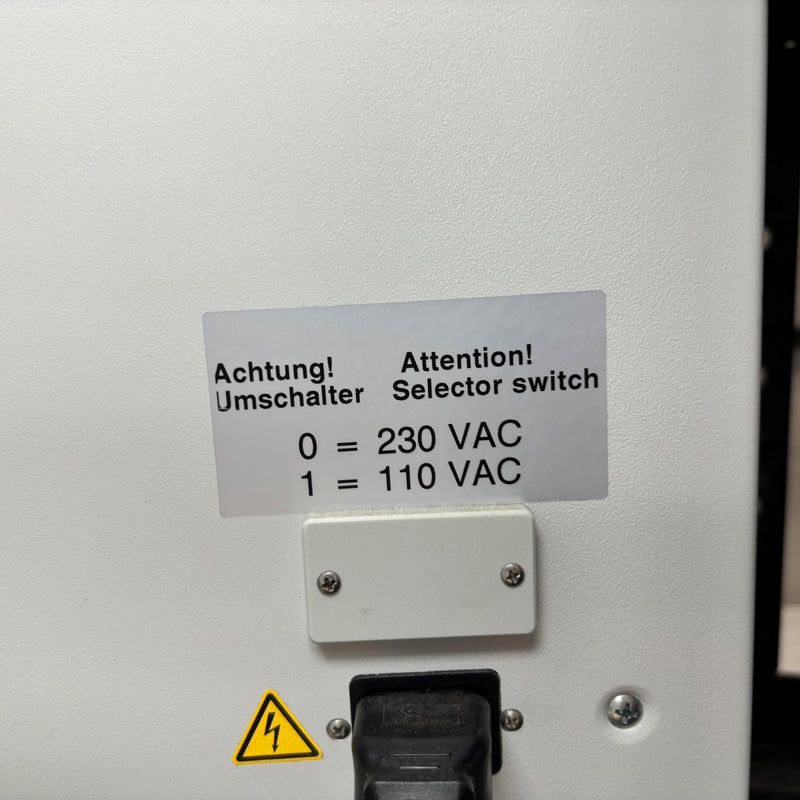 Achtung! Attention!
Umschalter Selector switch
0 = 230 VAC
1 = 110 VAC